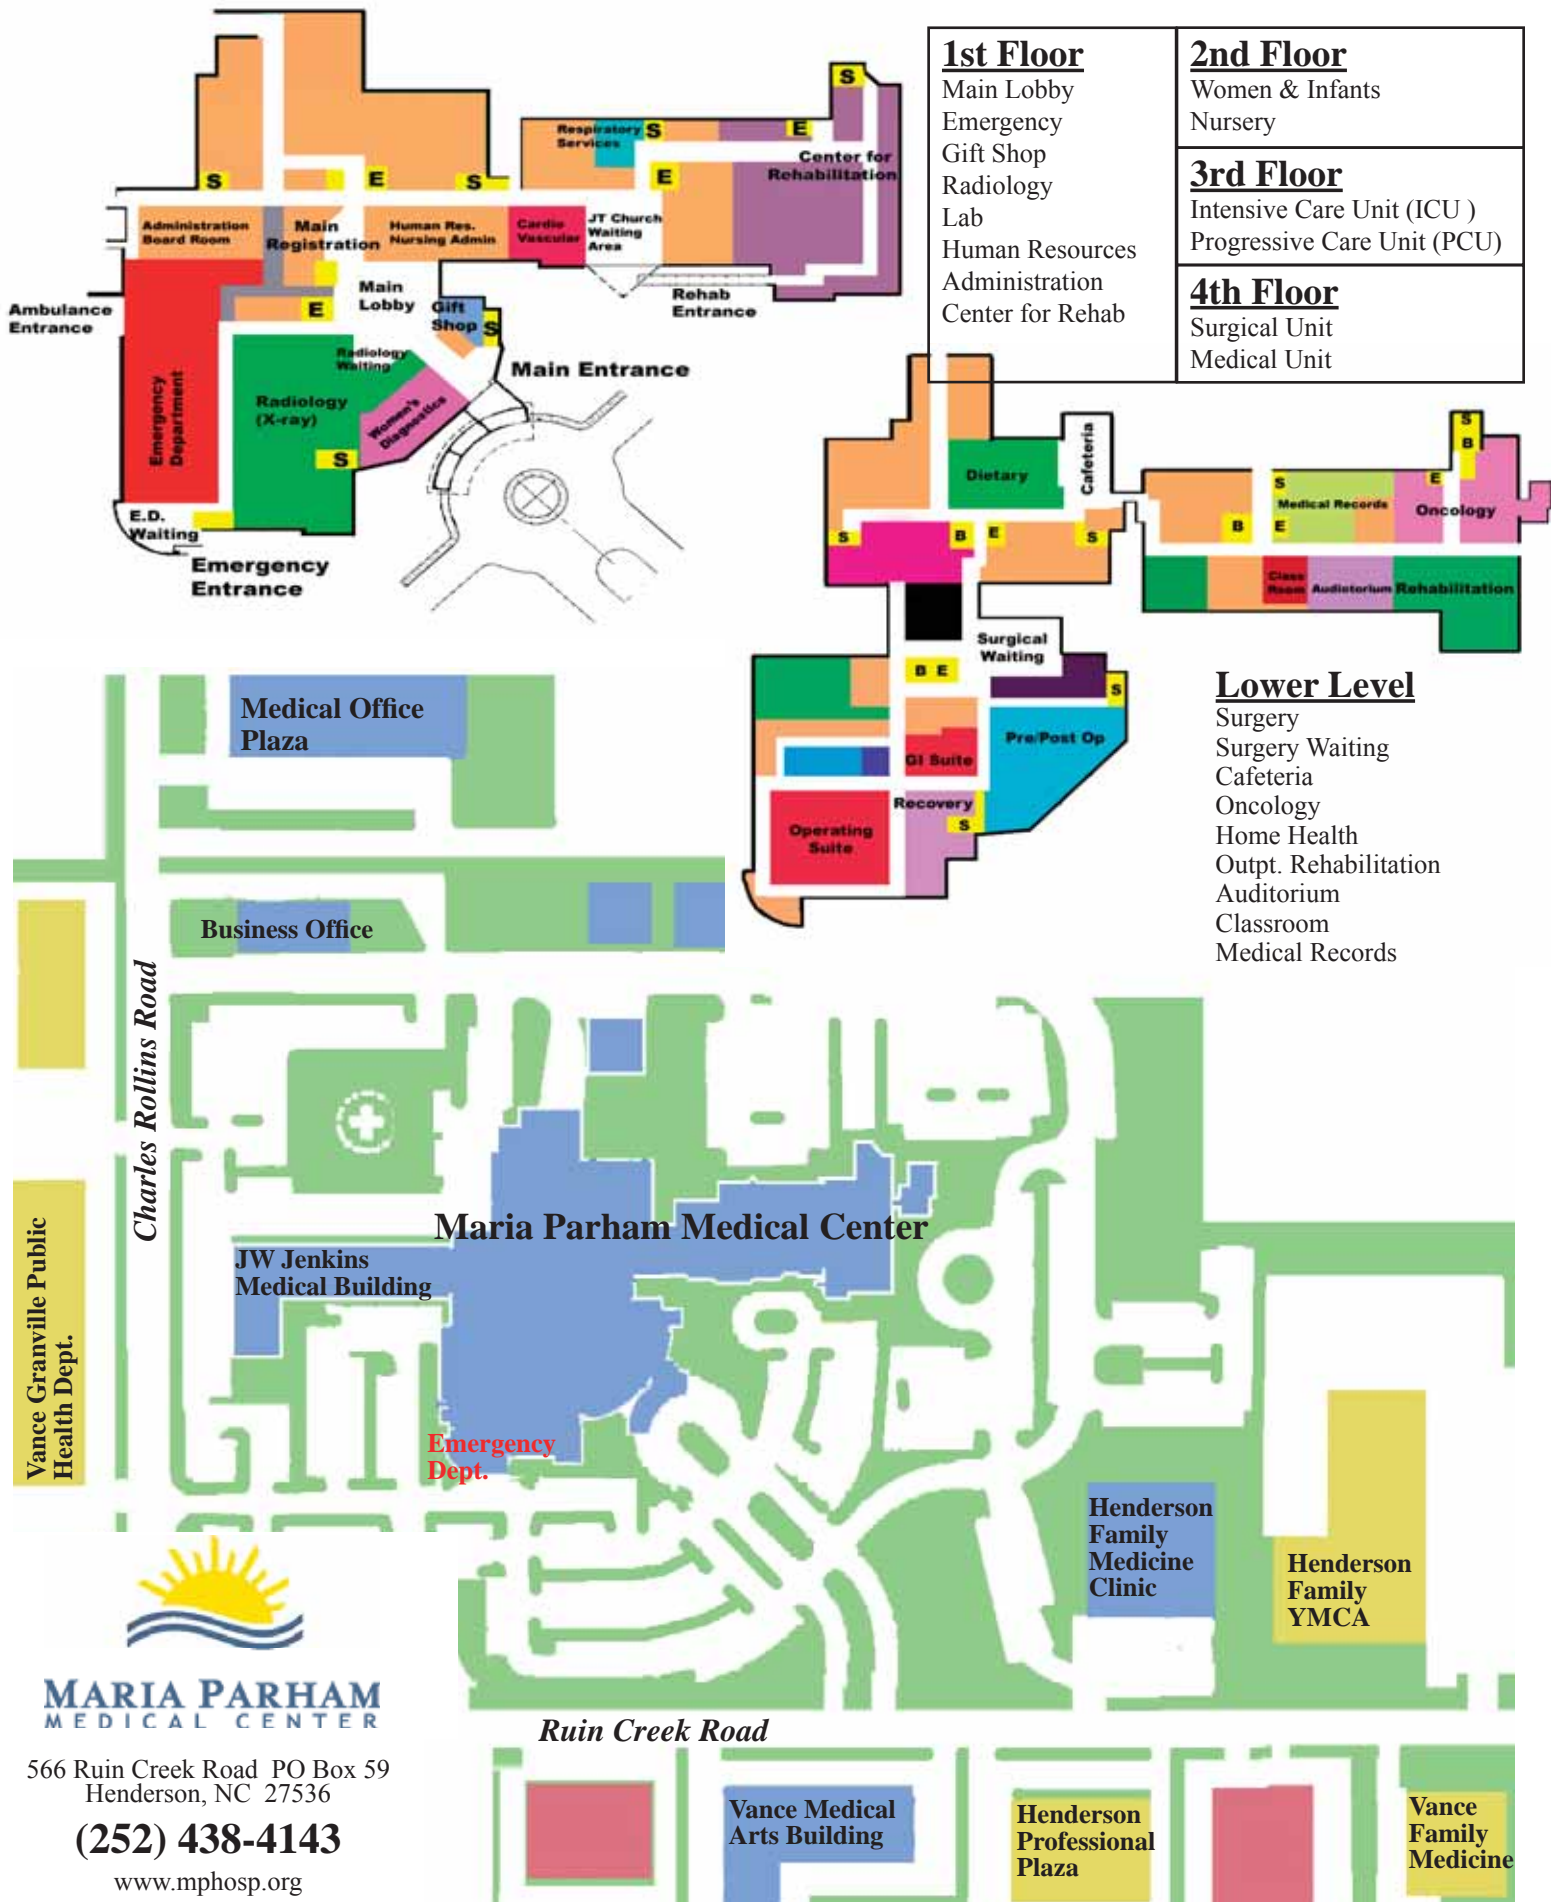 1st Floor
Main Lobby
Emergency
Gift Shop
Radiology
Lab
Human Resources
Administration
Center for Rehab
2nd Floor
Women & Infants
Nursery
3rd Floor
Intensive Care Unit (ICU )
Progressive Care Unit (PCU)
4th Floor
Surgical Unit
Medical Unit
S
Respiratory
Services
S
E
Center for
Rehabilitation
S
E
S
E
Administration
Board Room
Main
Registration
Human Res.
Nursing Admin
Cardio
Vascular
JT Church
Waiting
Area
Ambulance
Entrance
E
Main
Lobby
Gift
Shop
S
Rehab
Entrance
Radiology
Waiting
Main Entrance
Emergency
Department
Radiology
(X-ray)
Women's
Diagnostics
S
E.D.
Waiting
Emergency
Entrance
Dietary
Cafeteria
S
B
S
Medical Records
E
Oncology
S
B
E
S
B
E
Class
Room
Audietorium
Rehabilitation
Surgical
Waiting
B E
S
Pre/Post Op
GI Suite
Recovery
S
Operating
Suite
Lower Level
Surgery
Surgery Waiting
Cafeteria
Oncology
Home Health
Outpt. Rehabilitation
Auditorium
Classroom
Medical Records
Medical Office
Plaza
Business Office
Charles Rollins Road
Maria Parham Medical Center
JW Jenkins
Medical Building
Vance Granville Public
Health Dept.
Emergency
Dept.
Henderson
Family
Medicine
Clinic
Henderson
Family
YMCA
Ruin Creek Road
Vance Medical
Arts Building
Henderson
Professional
Plaza
Vance
Family
Medicine
MARIA PARHAM
MEDICAL CENTER
566 Ruin Creek Road PO Box 59
Henderson, NC 27536
(252) 438-4143
www.mphosp.org